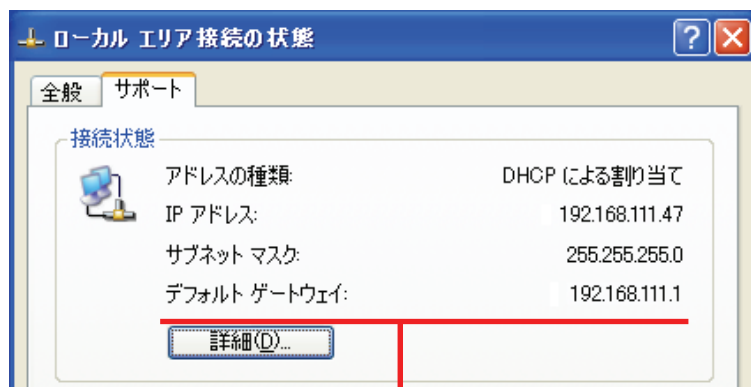 ローカル エリア接続の状態
全般 サポート
接続状態
アドレスの種類: DHCP による割り当て
IP アドレス: 192.168.111.47
サブネット マスク: 255.255.255.0
デフォルト ゲートウェイ: 192.168.111.1
詳細(D)...